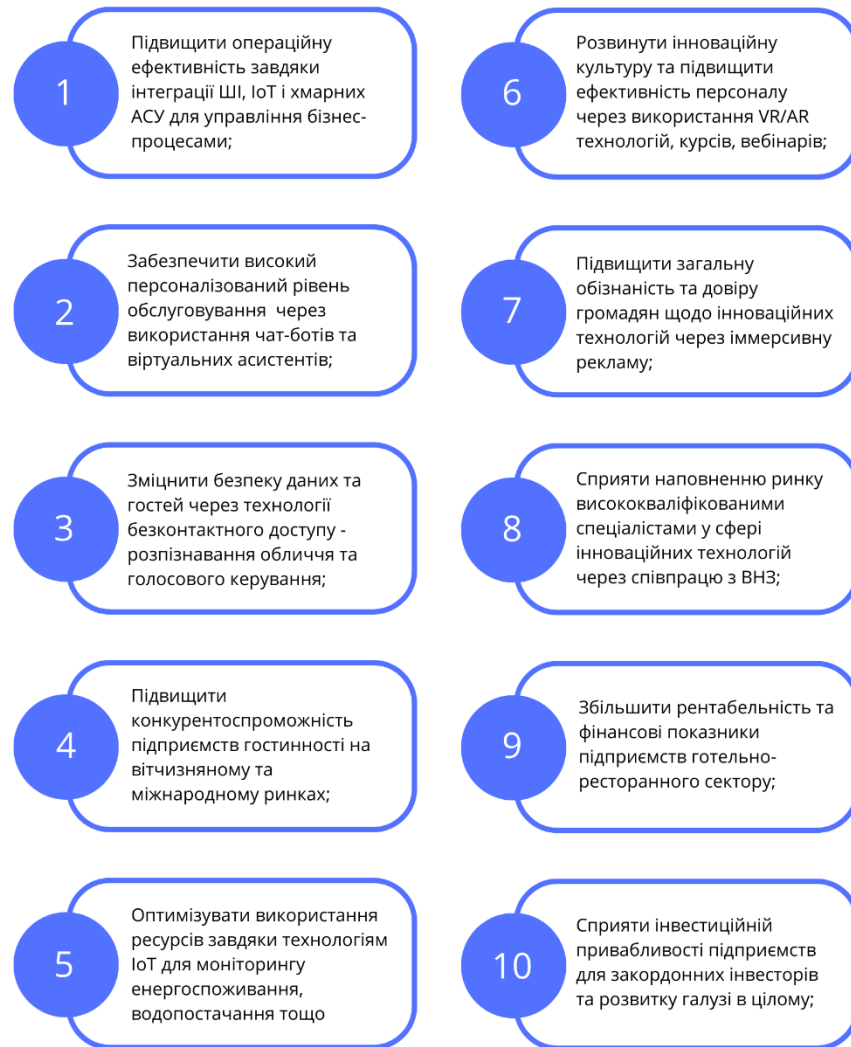 1
Підвищити операційну
ефективність завдяки
інтеграції ШІ, IoT і хмарних
АСУ для управління бізнес-
процесами;
2
Забезпечити високий
персоналізований рівень
обслуговування через
використання чат-ботів та
віртуальних асистентів;
3
Зміцнити безпеку даних та
гостей через технології
безконтактного доступу -
розпізнавання обличчя та
голосового керування;
4
Підвищити
конкурентоспроможність
підприємств гостинності на
вітчизняному та
міжнародному ринках;
5
Оптимізувати використання
ресурсів завдяки технологіям
IoT для моніторингу
енергоспоживання,
водопостачання тощо
6
Розвинути інноваційну
культуру та підвищити
ефективність персоналу
через використання VR/AR
технологій, курсів, вебінарів;
7
Підвищити загальну
обізнаність та довіру
громадян щодо інноваційних
технологій через іммерсивну
рекламу;
8
Сприяти наповненню ринку
висококваліфікованими
спеціалістами у сфері
інноваційних технологій
через співпрацю з ВНЗ;
9
Збільшити рентабельність та
фінансові показники
підприємств готельно-
ресторанного сектору;
10
Сприяти інвестиційній
привабливості підприємств
для закордонних інвесторів
та розвитку галузі в цілому;